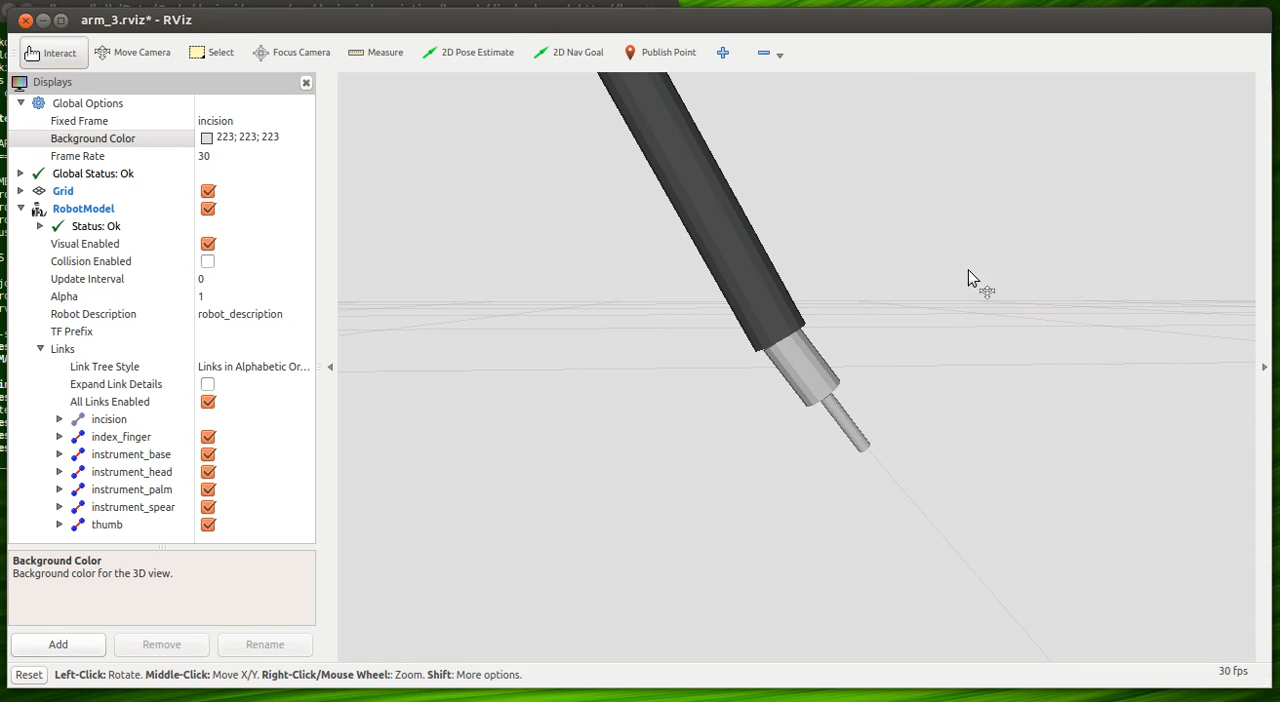 arm_3.rviz* - RViz
Interact Move Camera Select Focus Camera Measure 2D Pose Estimate 2D Nav Goal Publish Point
Displays
Global Options
Fixed Frame incision
Background Color 223; 223; 223
Frame Rate 30
Global Status: Ok
Grid
RobotModel
Status: Ok
Visual Enabled
Collision Enabled
Update Interval 0
Alpha 1
Robot Description robot_description
TF Prefix
Links
Link Tree Style Links in Alphabetic Or...
Expand Link Details
All Links Enabled
incision
index_finger
instrument_base
instrument_head
instrument_palm
instrument_spear
thumb
Background Color
Background color for the 3D view.
Add Remove Rename
Reset Left-Click: Rotate. Middle-Click: Move X/Y. Right-Click/Mouse Wheel:: Zoom. Shift: More options. 30 fps